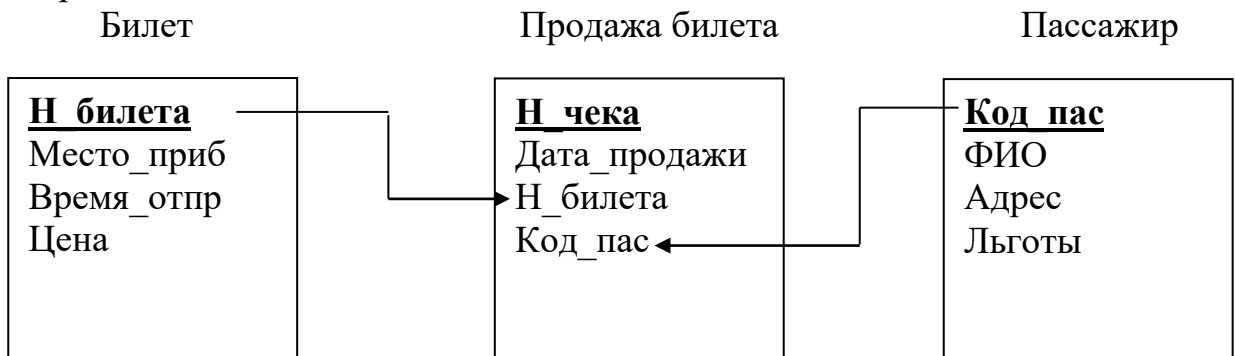 Билет
Продажа билета
Пассажир
Н_билета
Место_приб
Время_отпр
Цена
Н_чека
Дата_продажи
Н_билета
Код_пас
Код_пас
ФИО
Адрес
Льготы